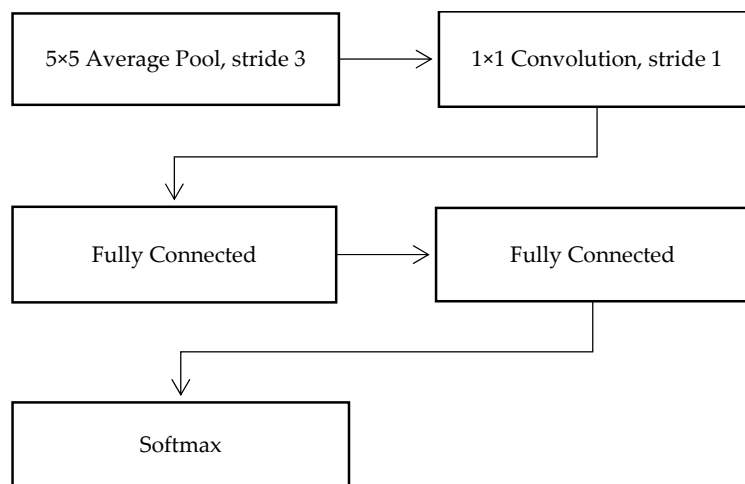 5×5 Average Pool, stride 3
1×1 Convolution, stride 1
Fully Connected
Fully Connected
Softmax